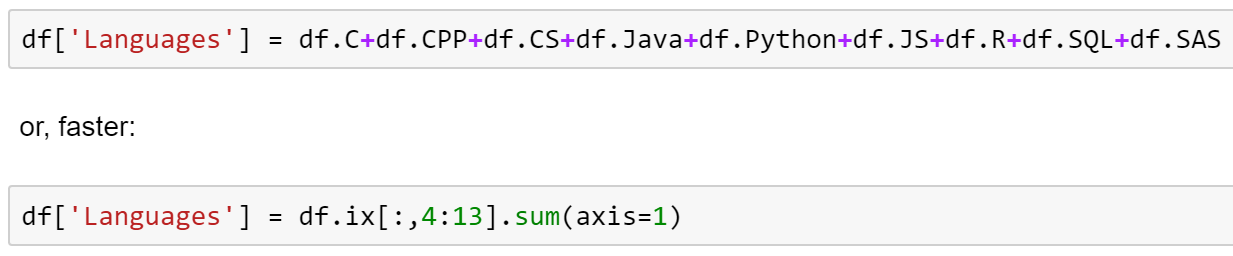 df['Languages'] = df.C+df.CPP+df.CS+df.Java+df.Python+df.JS+df.R+df.SQL+df.SAS
or, faster:
df['Languages'] = df.ix[:,4:13].sum(axis=1)